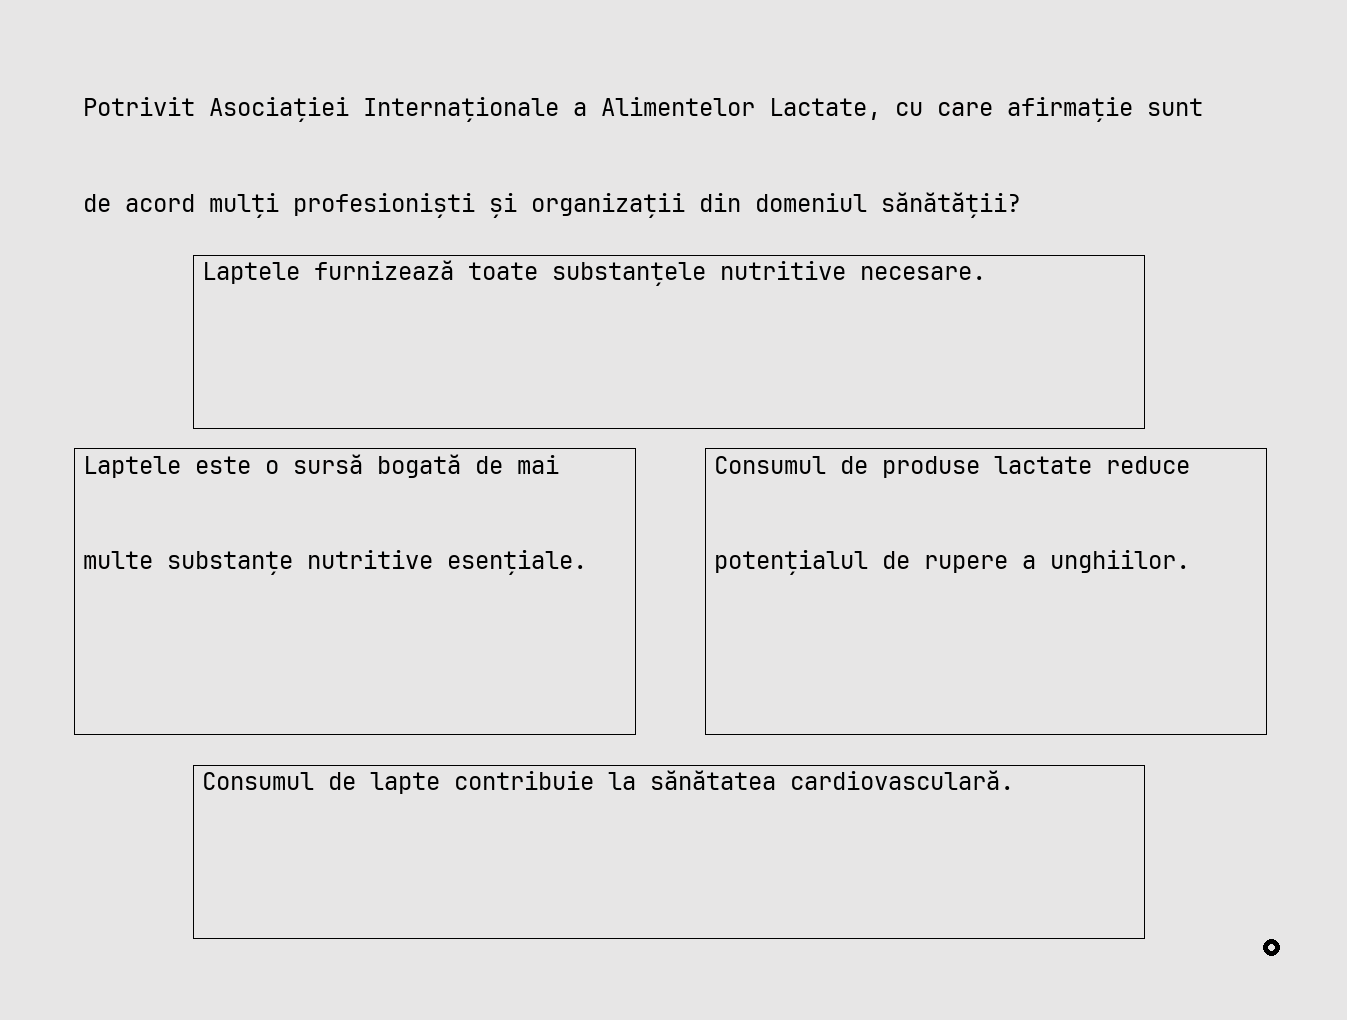 Potrivit Asociației Internaționale a Alimentelor Lactate, cu care afirmație sunt
de acord mulți profesioniști și organizații din domeniul sănătății?
Laptele furnizează toate substanțele nutritive necesare.
Laptele este o sursă bogată de mai
multe substanțe nutritive esențiale.
Consumul de produse lactate reduce
potențialul de rupere a unghiilor.
Consumul de lapte contribuie la sănătatea cardiovasculară.